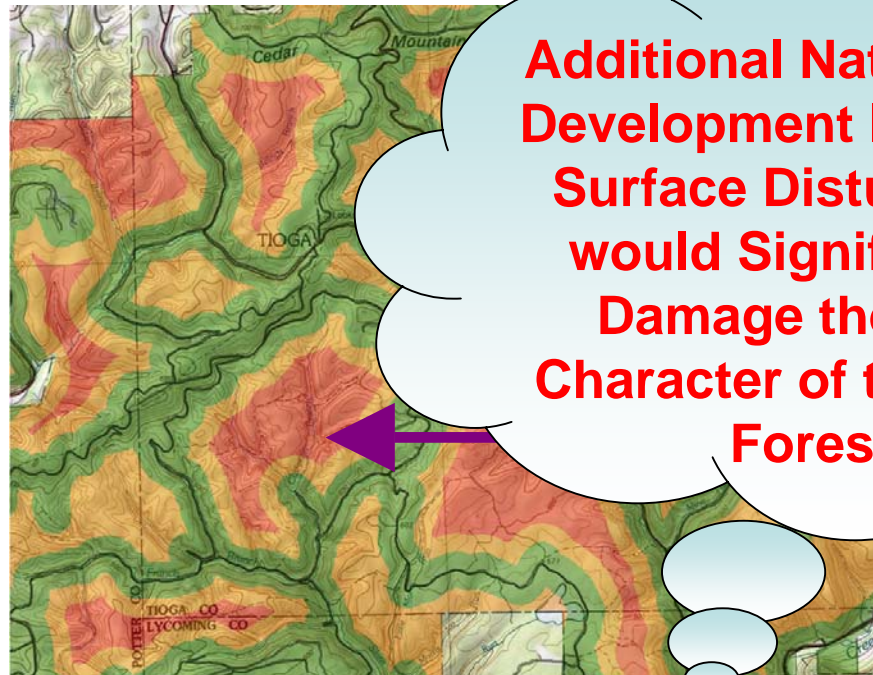 Cedar
Mountain
TIOGA
Additional Nat
Development
Surface Distu
would Signif
Damage the
Character of t
Fores
TIOGA CO
LYCOMING CO
POTTER CO